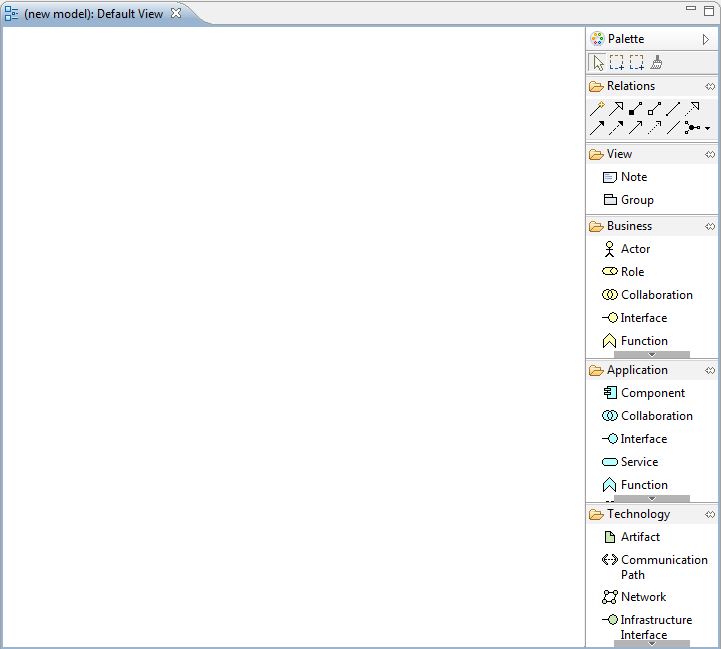 (new model): Default View
Palette
Relations
View
Note
Group
Business
Actor
Role
Collaboration
Interface
Function
Application
Component
Collaboration
Interface
Service
Function
Technology
Artifact
Communication
Path
Network
Infrastructure
Interface